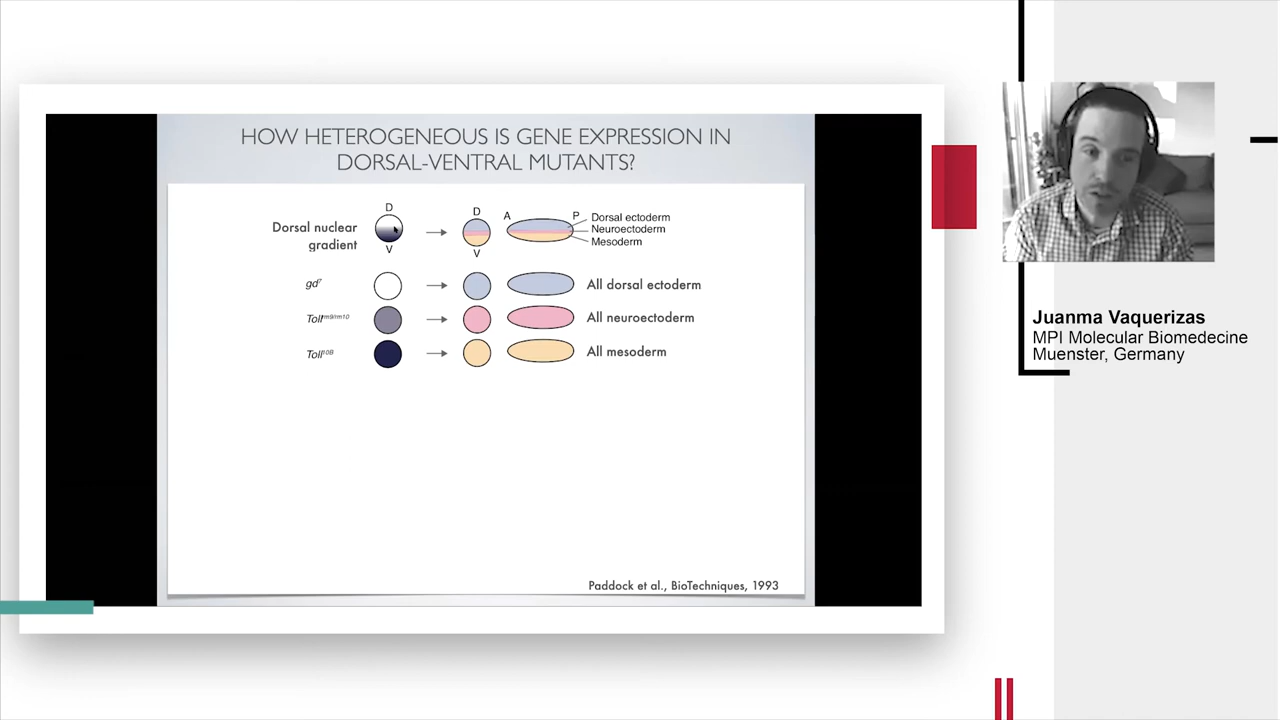 HOW HETEROGENEOUS IS GENE EXPRESSION IN
DORSAL-VENTRAL MUTANTS?
Dorsal nuclear
gradient
D
V
D
V
A
P
Dorsal ectoderm
Neuroectoderm
Mesoderm
gd7
All dorsal ectoderm
Tollrm9/rm10
All neuroectoderm
Toll10B
All mesoderm
Paddock et al., BioTechniques, 1993
Juanma Vaquerizas
MPI Molecular Biomedecine
Muenster, Germany